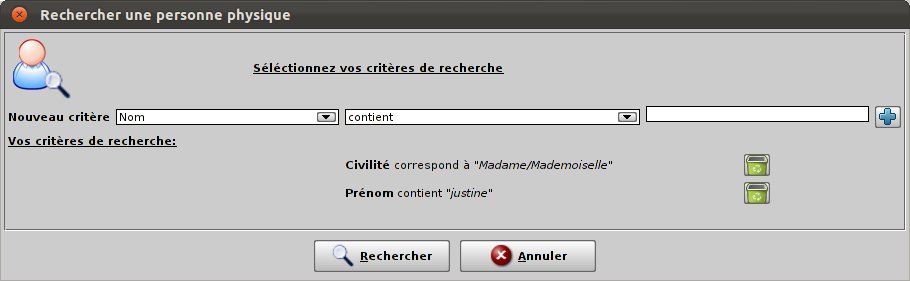 Rechercher une personne physique
Séléctionnez vos critères de recherche
Nouveau critère Nom contient
Vos critères de recherche:
Civilité correspond à "Madame/Mademoiselle"
Prénom contient "justine"
Rechercher Annuler